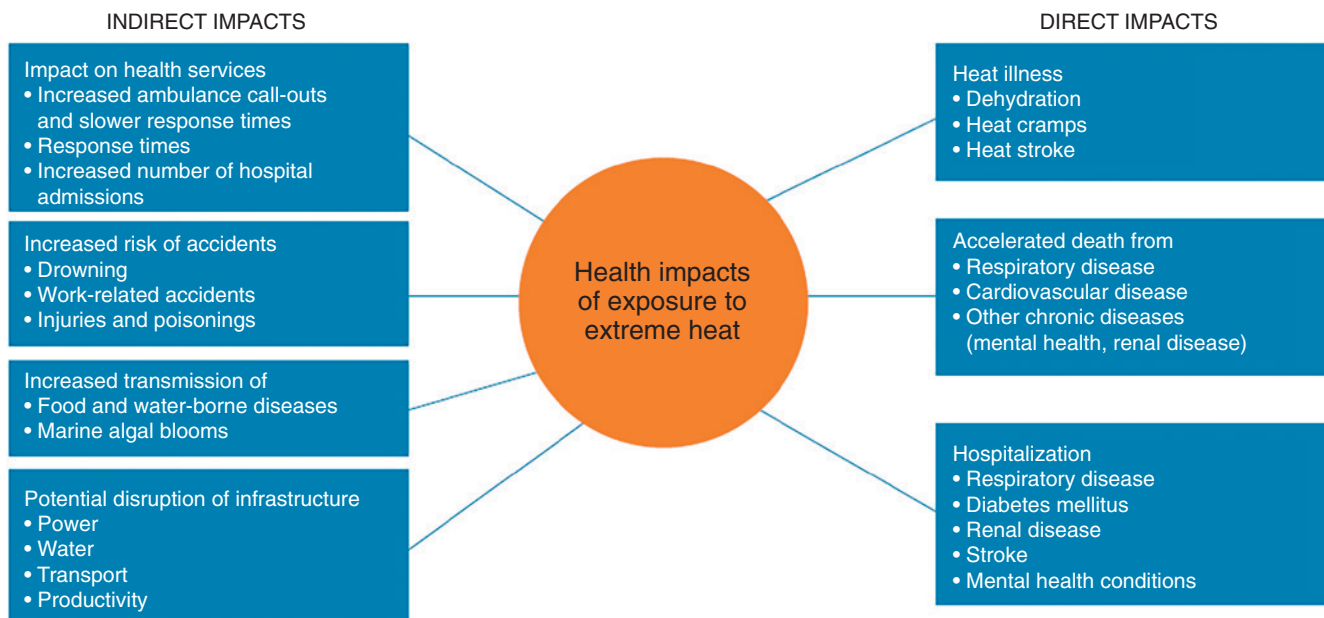 INDIRECT IMPACTS
Impact on health services
• Increased ambulance call-outs
and slower response times
• Response times
• Increased number of hospital
admissions
Increased risk of accidents
• Drowning
• Work-related accidents
• Injuries and poisonings
Increased transmission of
• Food and water-borne diseases
• Marine algal blooms
Potential disruption of infrastructure
• Power
• Water
• Transport
• Productivity
Health impacts
of exposure to
extreme heat
DIRECT IMPACTS
Heat illness
• Dehydration
• Heat cramps
• Heat stroke
Accelerated death from
• Respiratory disease
• Cardiovascular disease
• Other chronic diseases
(mental health, renal disease)
Hospitalization
• Respiratory disease
• Diabetes mellitus
• Renal disease
• Stroke
• Mental health conditions